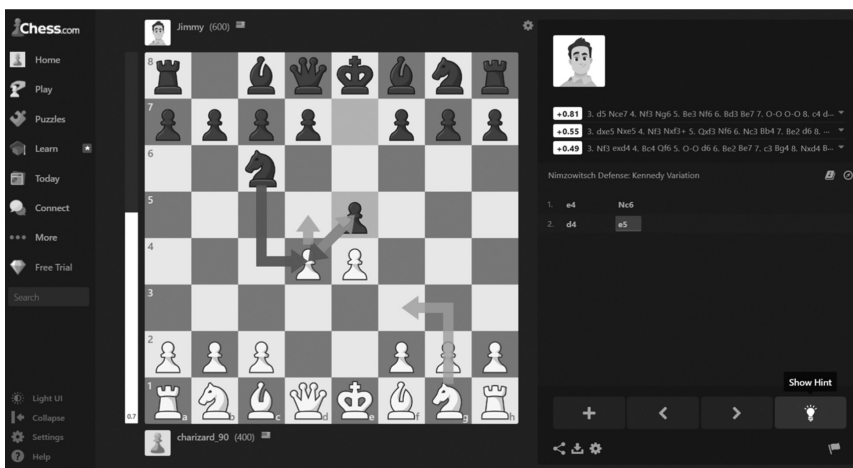 Chess.com
Home
Play
Puzzles
Learn
Today
Connect
More
Free Trial
Search
Light UI
Collapse
Settings
Help
Jimmy (600)
8
7
6
5
4
3
2
1
a b c d e f g h
0.7
charizard_90 (400)
+0.81 3. d5 Nce7 4. Nf3 Ng6 5. Be3 Nf6 6. Bd3 Be7 7. O-O O-O 8. c4 d...
+0.55 3. dxe5 Nxe5 4. Nf3 Nxf3+ 5. Qxf3 Nf6 6. Nc3 Bb4 7. Be2 d6 8. ...
+0.49 3. Nf3 exd4 4. Bc4 Qf6 5. O-O d6 6. Be2 Be7 7. c3 Bg4 8. Nxd4 B...
Nimzowitsch Defense: Kennedy Variation
1. e4 Nc6
2. d4 e5
Show Hint